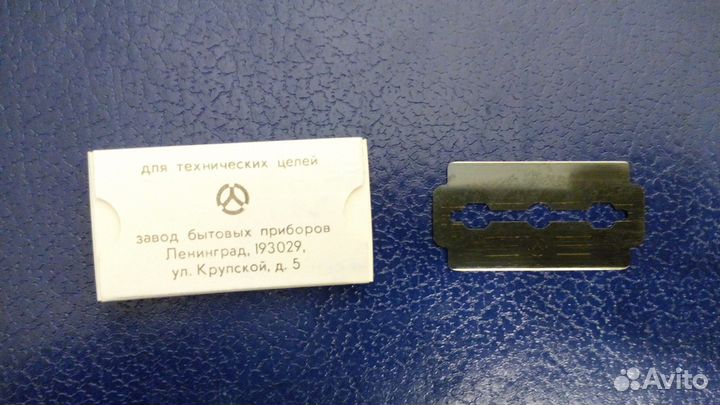 для технических целей
завод бытовых приборов
Ленинград, 193029,
ул. Крупской, д. 5
Avito